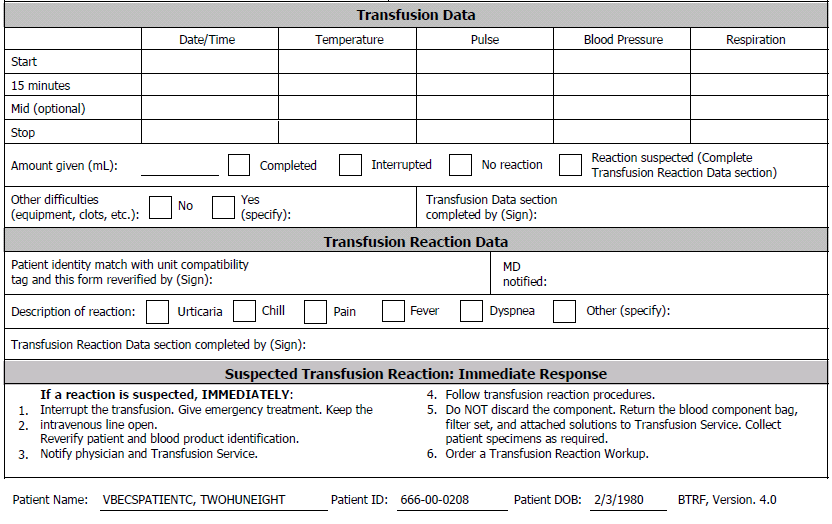 Transfusion Data
Date/Time Temperature Pulse Blood Pressure Respiration
Start
15 minutes
Mid (optional)
Stop
Amount given (mL): Completed Interrupted No reaction Reaction suspected (Complete
Transfusion Reaction Data section)
Other difficulties
(equipment, clots, etc.): No Yes
(specify):
Transfusion Data section
completed by (Sign):
Transfusion Reaction Data
Patient identity match with unit compatibility
tag and this form reverified by (Sign):
MD
notified:
Description of reaction: Urticaria Chill Pain Fever Dyspnea Other (specify):
Transfusion Reaction Data section completed by (Sign):
Suspected Transfusion Reaction: Immediate Response
If a reaction is suspected, IMMEDIATELY:
1. Interrupt the transfusion. Give emergency treatment. Keep the
2. intravenous line open.
Reverify patient and blood product identification.
3. Notify physician and Transfusion Service.
4. Follow transfusion reaction procedures.
5. Do NOT discard the component. Return the blood component bag,
filter set, and attached solutions to Transfusion Service. Collect
patient specimens as required.
6. Order a Transfusion Reaction Workup.
Patient Name: VBECSPATIENTC, TWOHUNEIGHT Patient ID: 666-00-0208 Patient DOB: 2/3/1980 BTRF, Version. 4.0